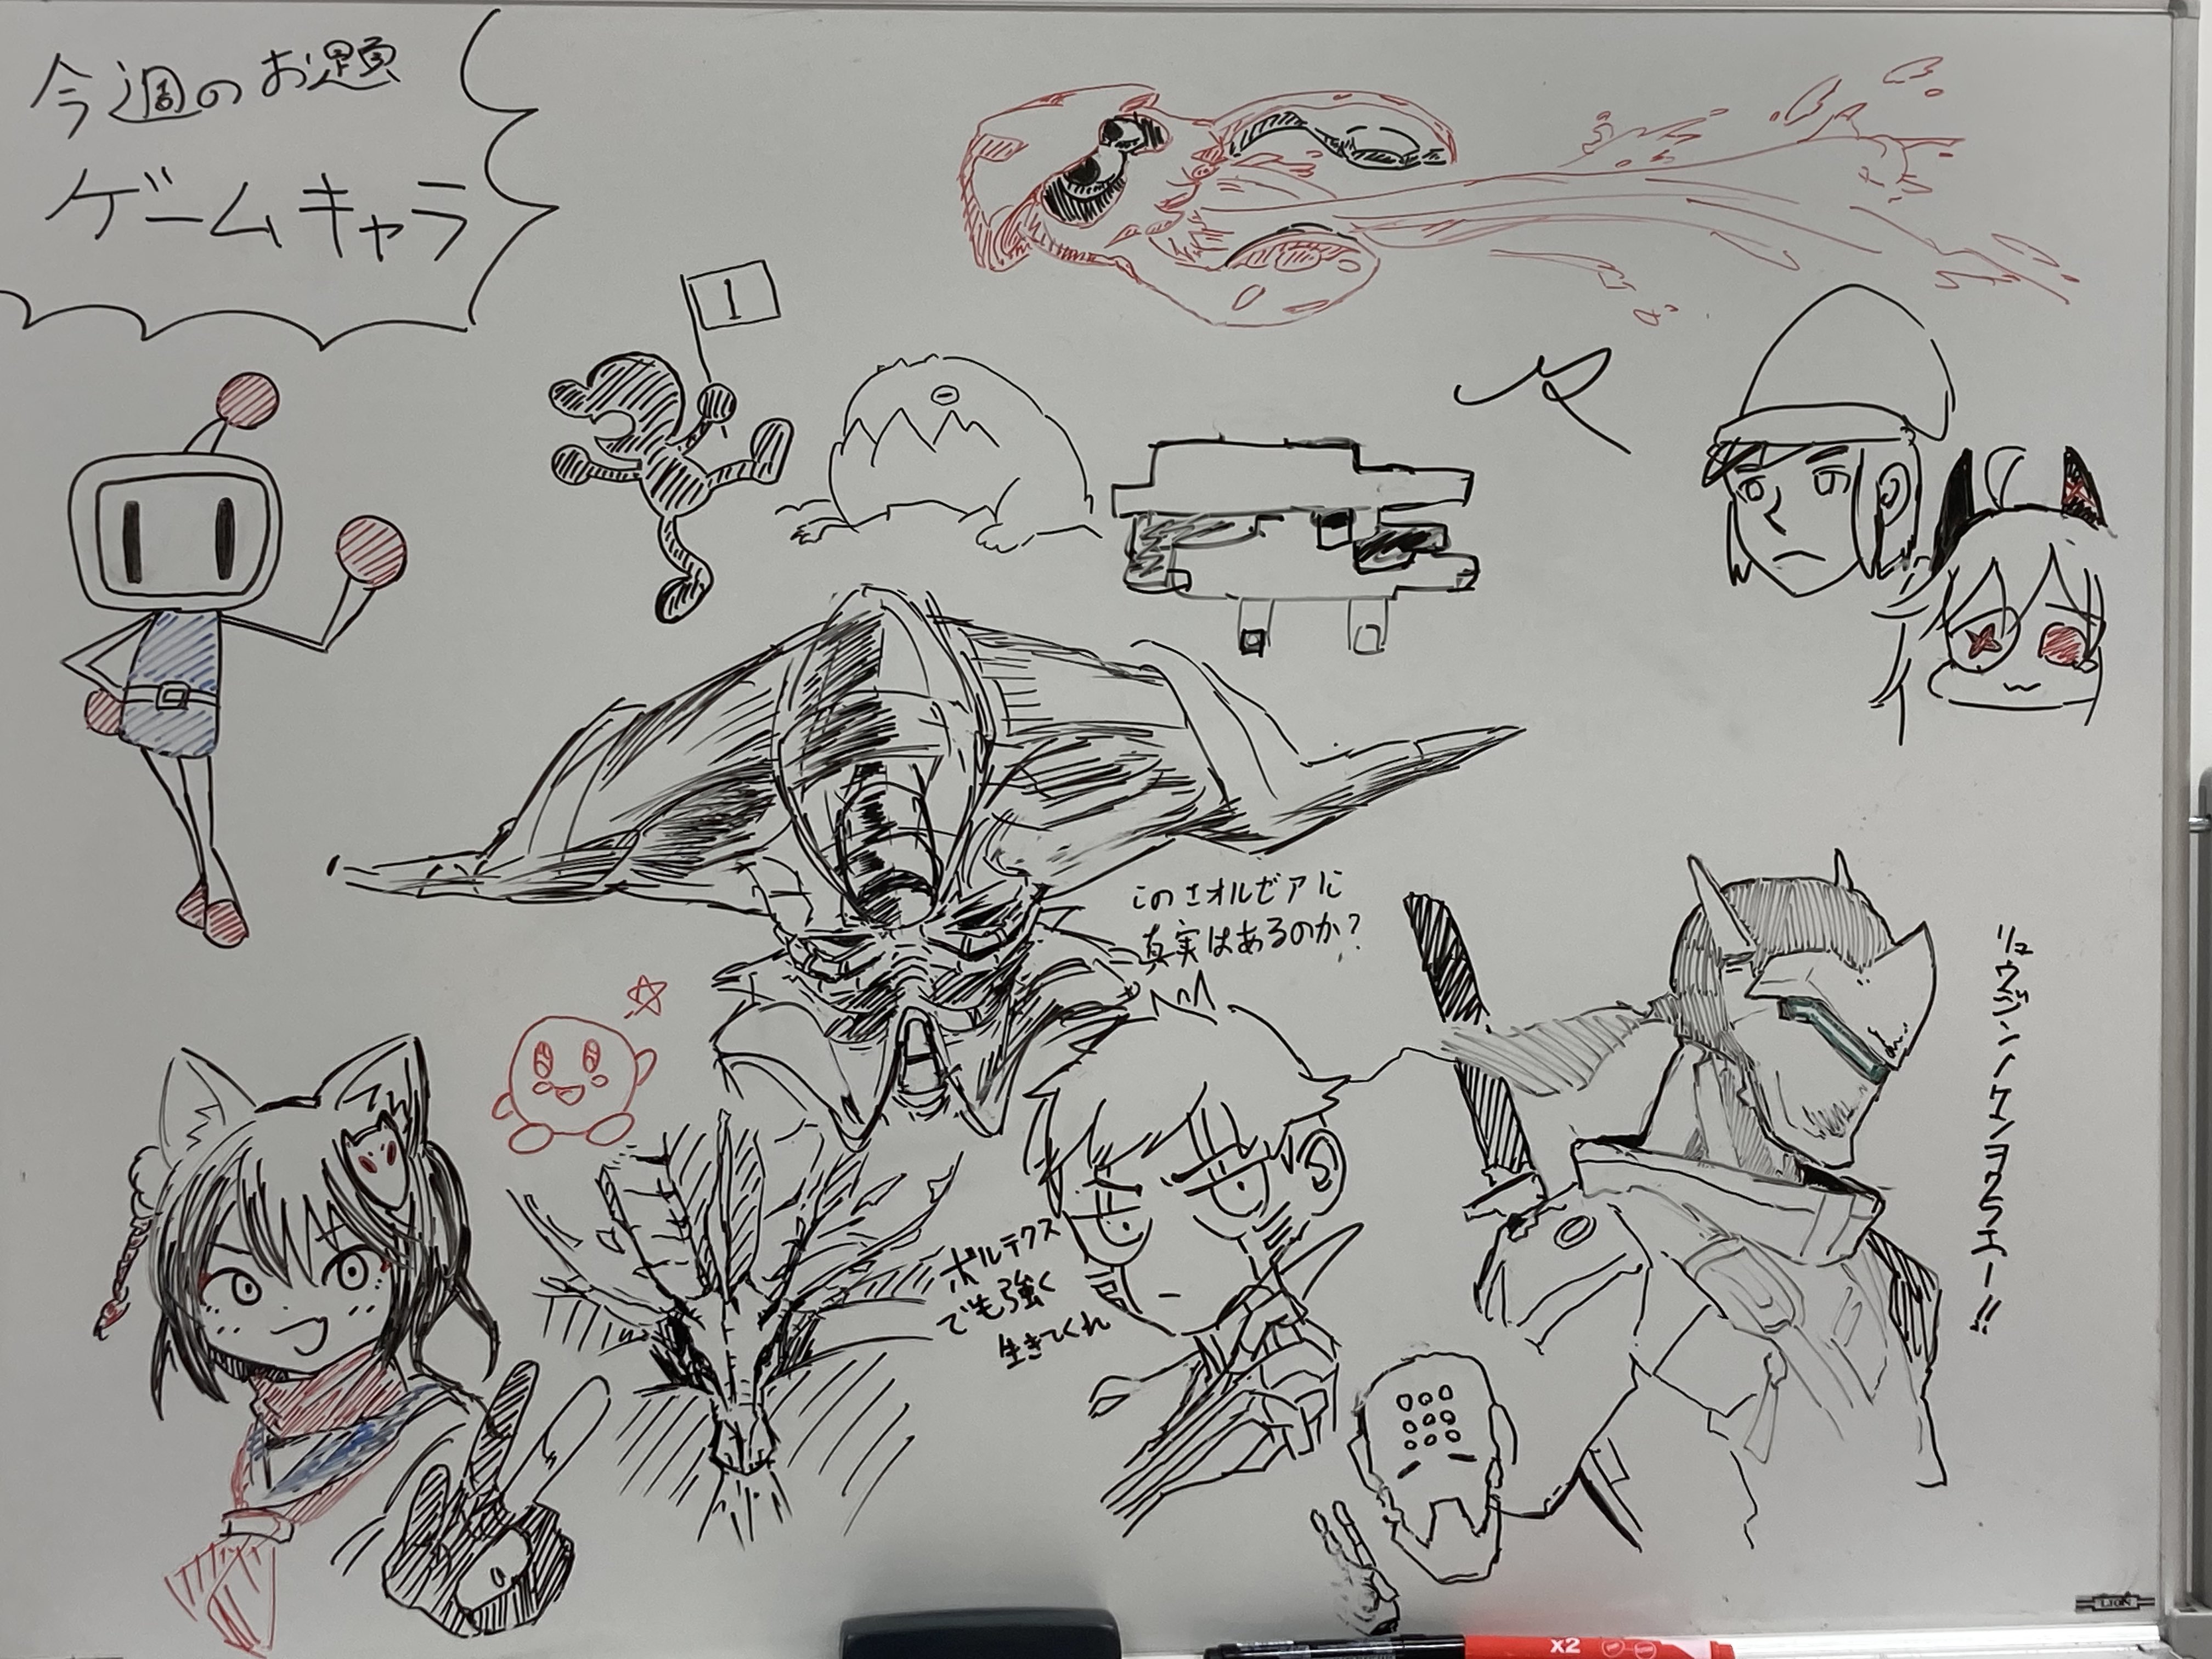 今週のお題
ゲームキャラ
1
このさオルゼアに
真実はあるのか？
ボルテクス
でも強く
生きてくれ
リュウジンノケンヲクラエー!!
LION
x2